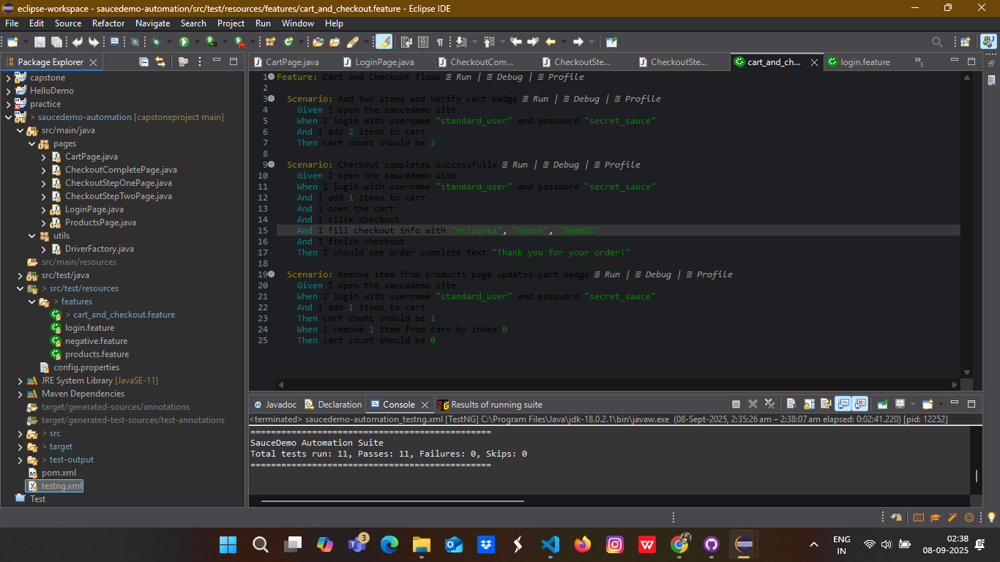 eclipse-workspace - saucedemo-automation/src/test/resources/features/cart_and_checkout.feature - Eclipse IDE
File Edit Source Refactor Navigate Search Project Run Window Help
Package Explorer
capstone
HelloDemo
practice
> saucedemo-automation [capstoneproject main]
src/main/java
pages
CartPage.java
CheckoutCompletePage.java
CheckoutStepOnePage.java
CheckoutStepTwoPage.java
LoginPage.java
ProductsPage.java
utils
DriverFactory.java
src/main/resources
src/test/java
> src/test/resources
> features
> cart_and_checkout.feature
login.feature
negative.feature
products.feature
config.properties
JRE System Library [JavaSE-11]
Maven Dependencies
target/generated-sources/annotations
target/generated-test-sources/test-annotations
> src
> target
> test-output
pom.xml
testng.xml
Test
CartPage.java LoginPage.java CheckoutCom... CheckoutSte... CheckoutSte... cart_and_ch... login.feature
1 Feature: Cart and Checkout flows Run | Debug | Profile
2
3 Scenario: Add two items and verify cart badge Run | Debug | Profile
4 Given I open the saucedemo site
5 When I login with username "standard_user" and password "secret_sauce"
6 And I add 2 items to cart
7 Then cart count should be 2
8
9 Scenario: Checkout completes successfully Run | Debug | Profile
10 Given I open the saucedemo site
11 When I login with username "standard_user" and password "secret_sauce"
12 And I add 1 items to cart
13 And I open the cart
14 And I click checkout
15 And I fill checkout info with "Priyanka", "Ghosh", "560001"
16 And I finish checkout
17 Then I should see order complete text "Thank you for your order!"
18
19 Scenario: Remove item from products page updates cart badge Run | Debug | Profile
20 Given I open the saucedemo site
21 When I login with username "standard_user" and password "secret_sauce"
22 And I add 1 items to cart
23 Then cart count should be 1
24 When I remove 1 item from cart by index 0
25 Then cart count should be 0
Javadoc Declaration Console Results of running suite
<terminated> saucedemo-automation_testng.xml [TestNG] C:\Program Files\Java\jdk-18.0.2.1\bin\javaw.exe (08-Sept-2025, 2:35:26 am – 2:38:07 am elapsed: 0:02:41.220) [pid: 12252]
===============================================
SauceDemo Automation Suite
Total tests run: 11, Passes: 11, Failures: 0, Skips: 0
===============================================
3
ENG
IN
02:38
08-09-2025